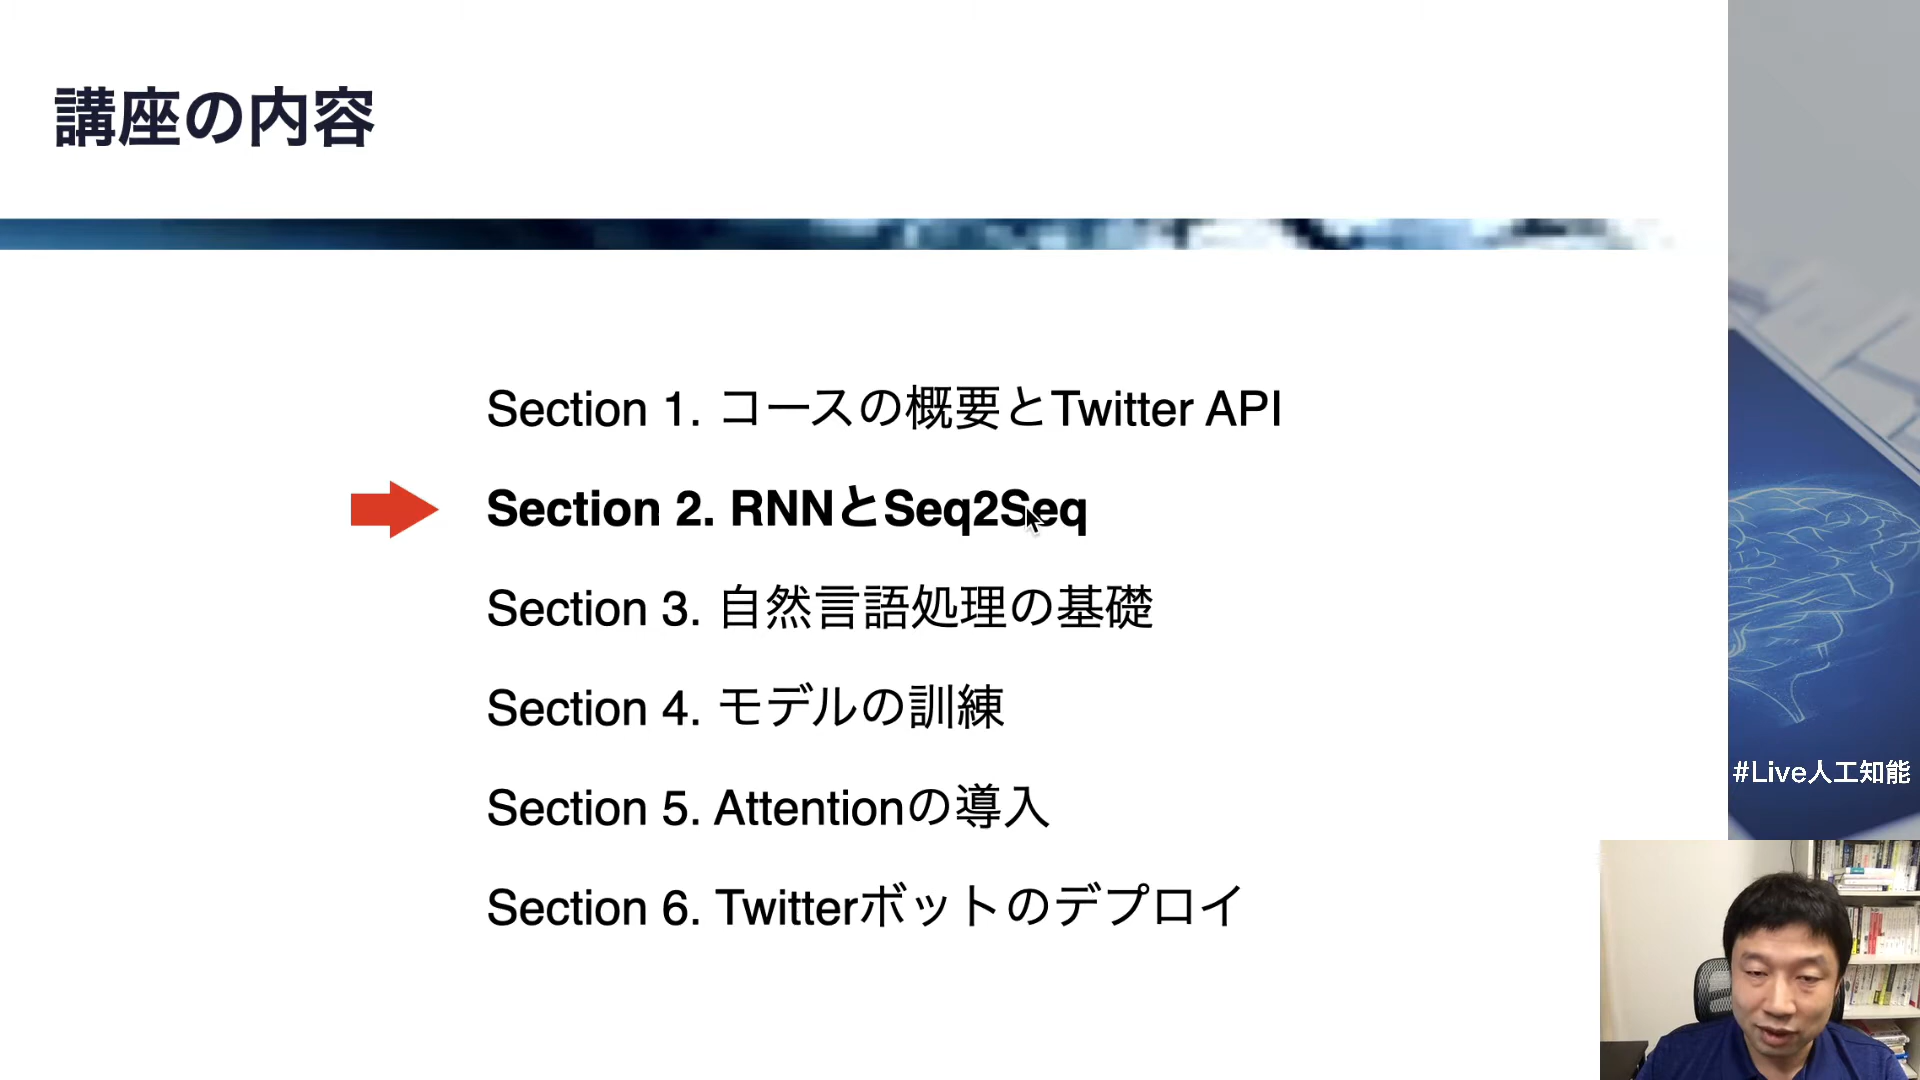 講座の内容
Section 1. コースの概要とTwitter API
Section 2. RNNとSeq2Seq
Section 3. 自然言語処理の基礎
Section 4. モデルの訓練
Section 5. Attentionの導入
Section 6. Twitterボットのデプロイ
#Live人工知能